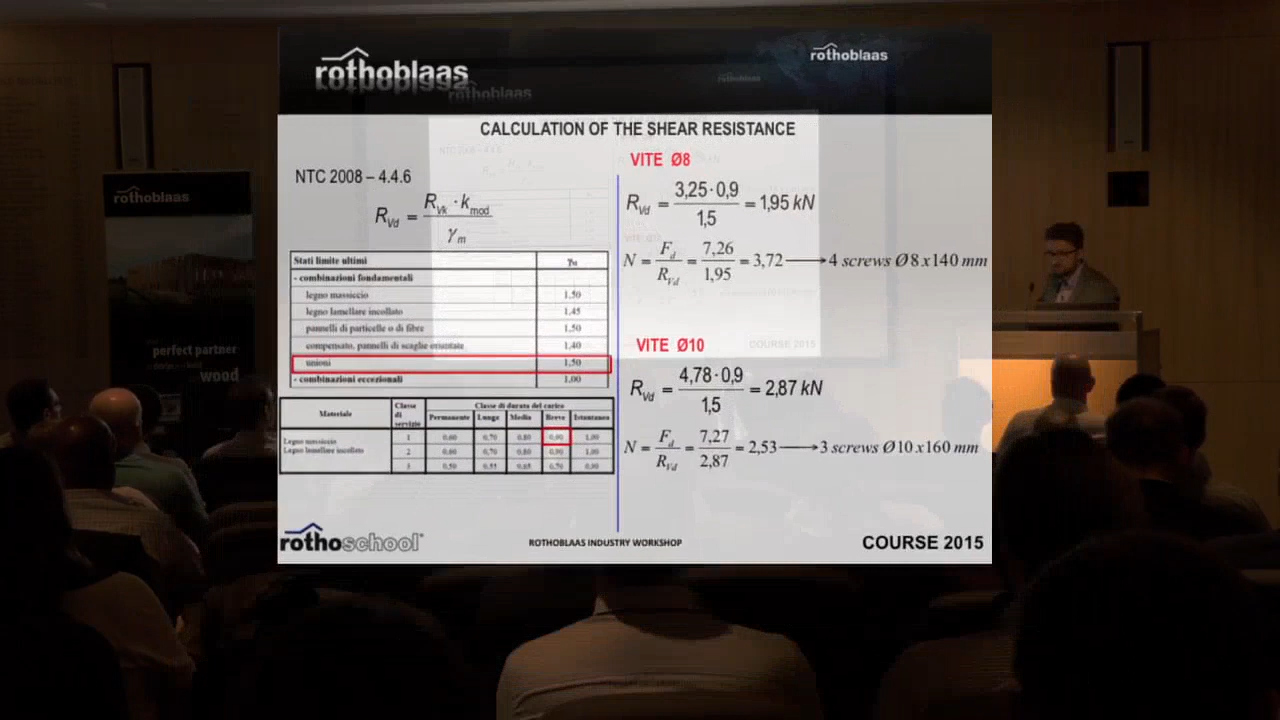 rothoblaas
rothoblaas
rothoblaas
CALCULATION OF THE SHEAR RESISTANCE
NTC 2008 – 4.4.6
R_Vd = R_Vk · k_mod / γ_m
Stati limite ultimi γ_M
- combinazioni fondamentali
legno massiccio 1,50
legno lamellare incollato 1,45
pannelli di particelle o di fibre 1,50
compensato, pannelli di scaglie orientate 1,40
unioni 1,50
- combinazioni eccezionali 1,00
Materiale Classe di servizio Classe di durata del carico
Permanente Lunga Media Breve Istantaneo
Legno massiccio
Legno lamellare incollato
1 0,60 0,70 0,80 0,90 1,00
2 0,60 0,70 0,80 0,90 1,00
3 0,50 0,55 0,65 0,70 0,90
VITE Ø8
R_Vd = 3,25·0,9 / 1,5 = 1,95 kN
N = F_d / R_Vd = 7,26 / 1,95 = 3,72 → 4 screws Ø8x140 mm
VITE Ø10
R_Vd = 4,78·0,9 / 1,5 = 2,87 kN
N = F_d / R_Vd = 7,27 / 2,87 = 2,53 → 3 screws Ø10x160 mm
rothoschool
ROTHOBLAAS INDUSTRY WORKSHOP
COURSE 2015
rothoblaas
perfect partner
wood
rothoblaas
COURSE 2015